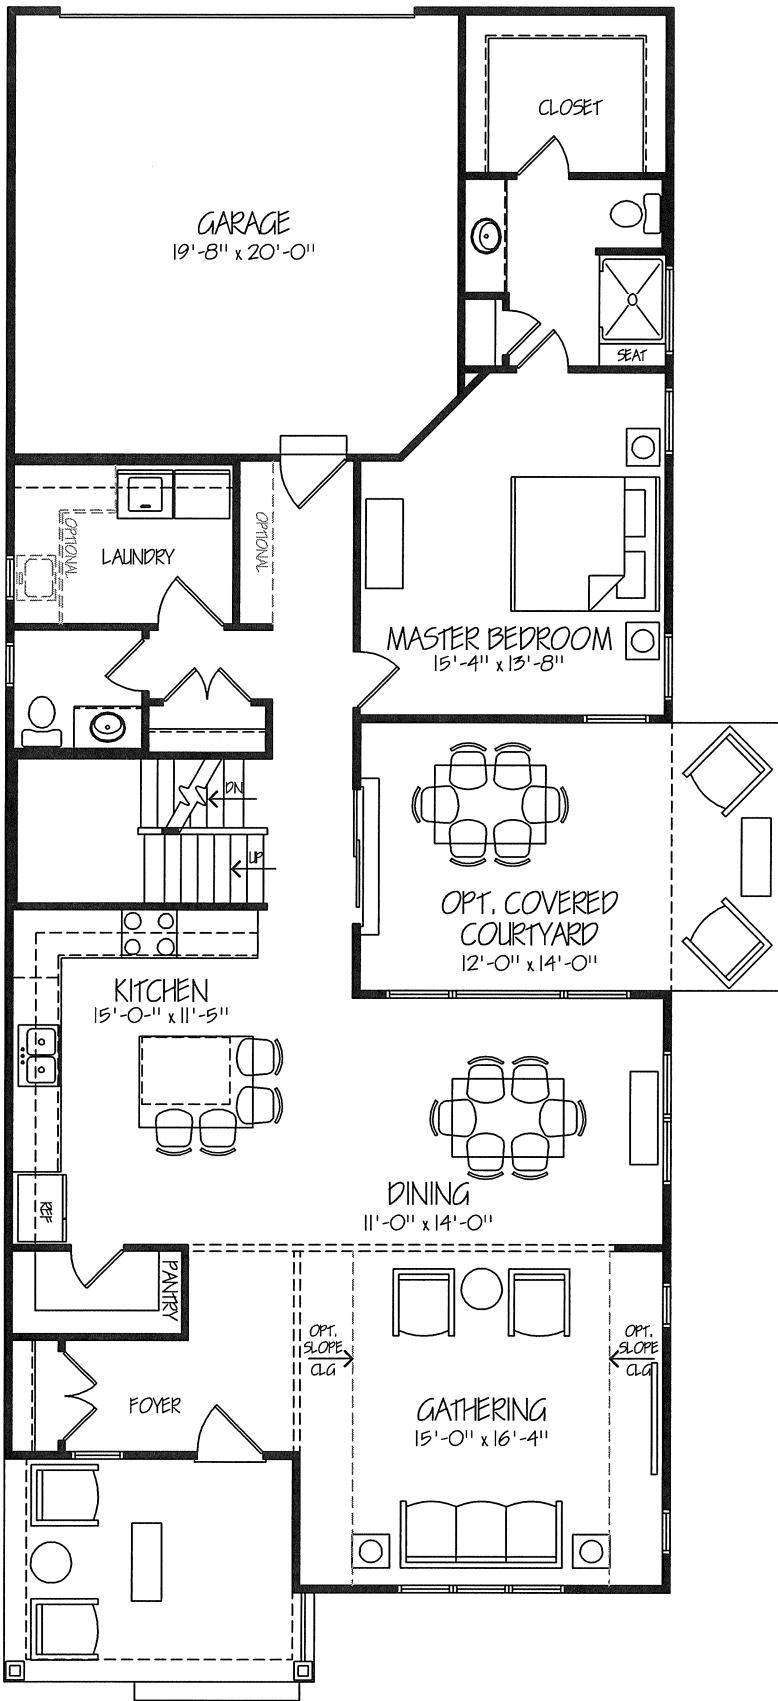 CLOSET
GARAGE
19'-8" x 20'-0"
SEAT
OPTIONAL
OPTIONAL
LAUNDRY
MASTER BEDROOM
15'-4" x 13'-8"
DN
UP
OPT. COVERED
COURTYARD
12'-0" x 14'-0"
KITCHEN
15'-0-" x 11'-5"
REF
DINING
11'-0" x 14'-0"
PANTRY
OPT.
SLOPE
CLG
OPT.
SLOPE
CLG
FOYER
GATHERING
15'-0" x 16'-4"